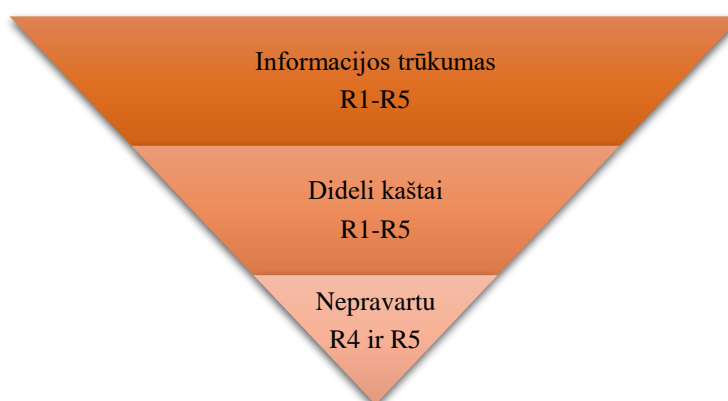 Informacijos trūkumas
R1-R5
Dideli kaštai
R1-R5
Nepravartu
R4 ir R5